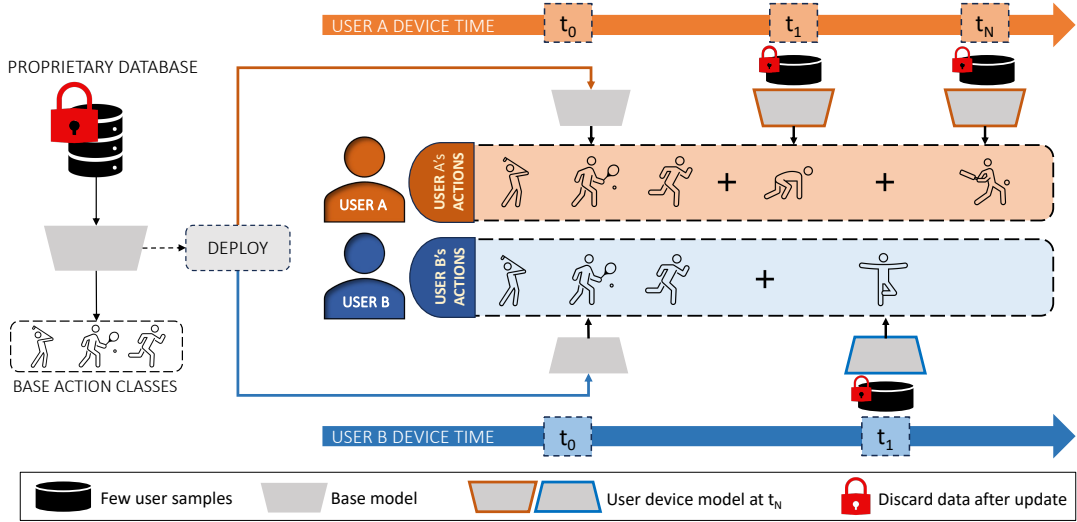 USER A DEVICE TIME
t0
t1
tN
PROPRIETARY DATABASE
USER A
USER A's
ACTIONS
+
+
DEPLOY
USER B
USER B's
ACTIONS
+
BASE ACTION CLASSES
USER B DEVICE TIME
t0
t1
Few user samples
Base model
User device model at tN
Discard data after update